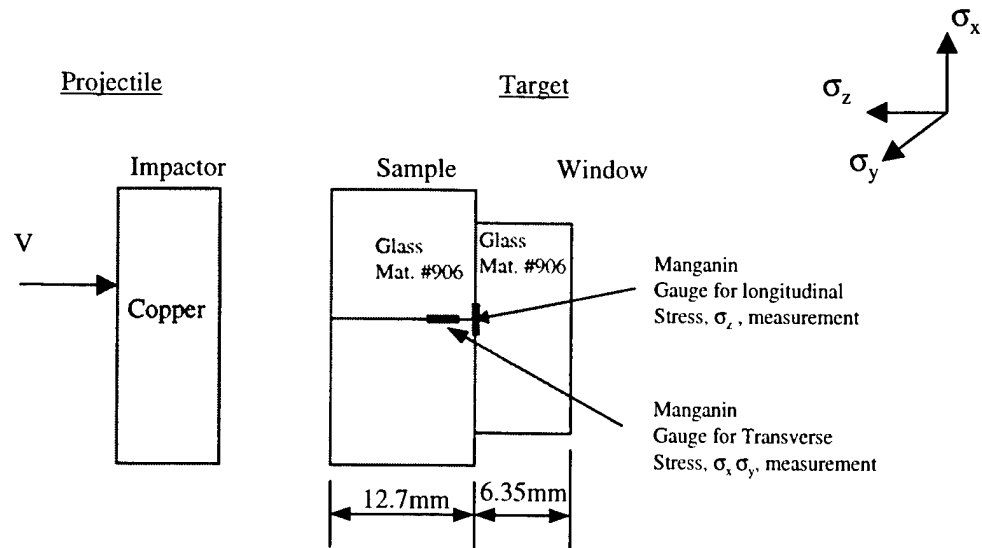 Projectile
Target
σx
σz
σy
Impactor
Sample
Window
V
Copper
Glass
Mat. #906
Glass
Mat. #906
Manganin
Gauge for longitudinal
Stress, σz , measurement
Manganin
Gauge for Transverse
Stress, σx σy, measurement
12.7mm
6.35mm